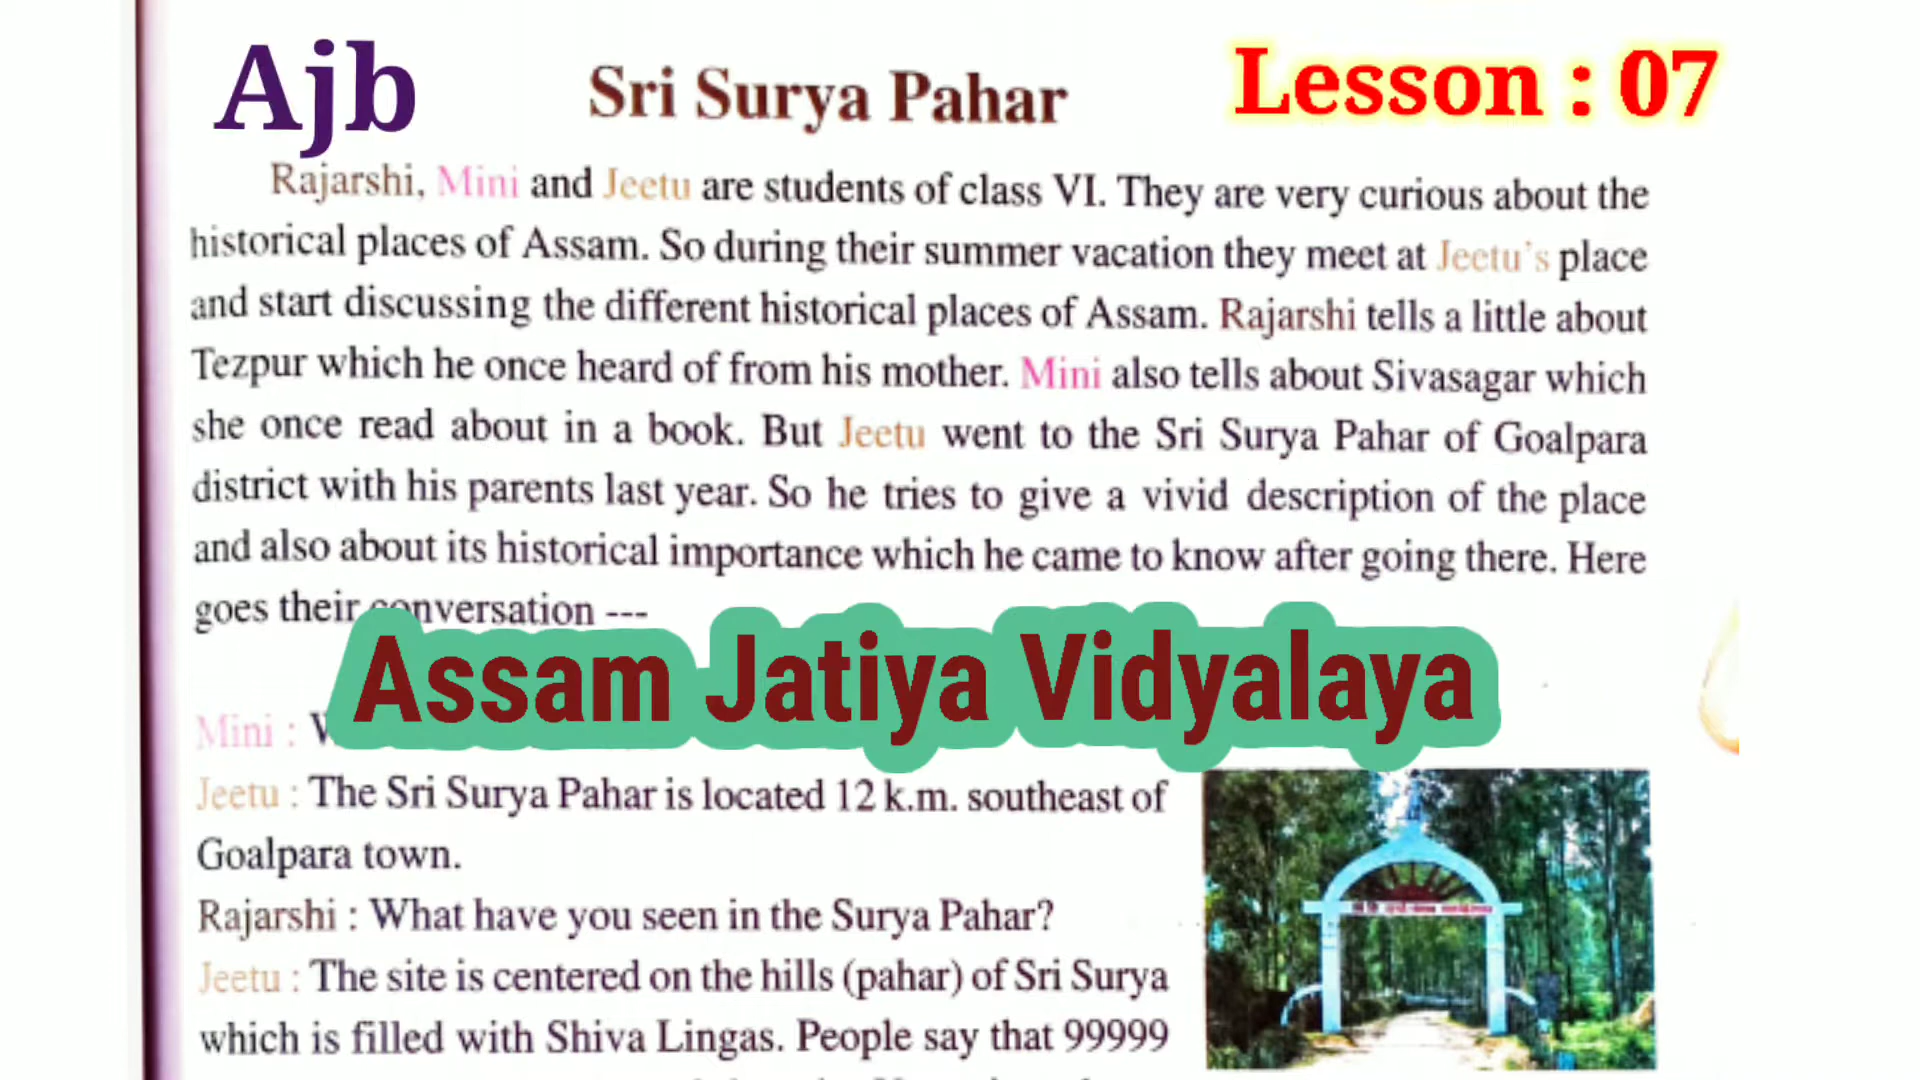 Ajb
Sri Surya Pahar
Lesson : 07
Rajarshi, Mini and Jeetu are students of class VI. They are very curious about the
historical places of Assam. So during their summer vacation they meet at Jeetu's place
and start discussing the different historical places of Assam. Rajarshi tells a little about
Tezpur which he once heard of from his mother. Mini also tells about Sivasagar which
she once read about in a book. But Jeetu went to the Sri Surya Pahar of Goalpara
district with his parents last year. So he tries to give a vivid description of the place
and also about its historical importance which he came to know after going there. Here
goes their conversation ---
Assam Jatiya Vidyalaya
Mini :
Jeetu : The Sri Surya Pahar is located 12 k.m. southeast of
Goalpara town.
Rajarshi : What have you seen in the Surya Pahar?
Jeetu : The site is centered on the hills (pahar) of Sri Surya
which is filled with Shiva Lingas. People say that 99999